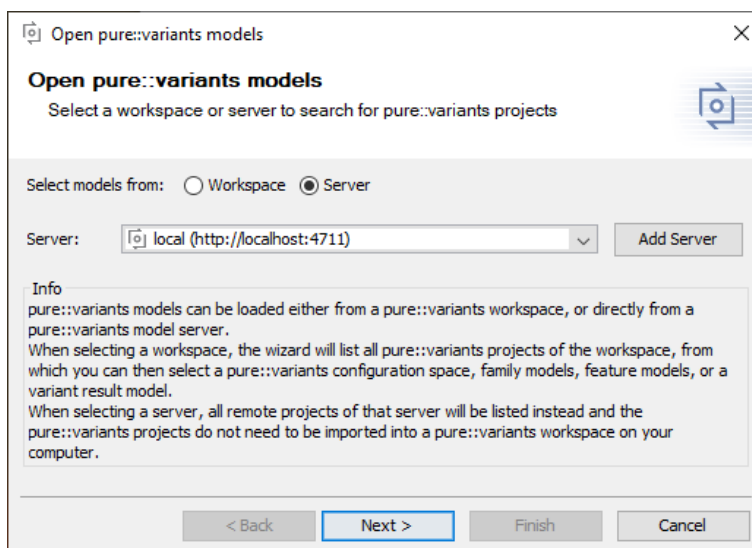 Open pure::variants models
Open pure::variants models
Select a workspace or server to search for pure::variants projects
Select models from: Workspace Server
Server: local (http://localhost:4711) Add Server
Info
pure::variants models can be loaded either from a pure::variants workspace, or directly from a
pure::variants model server.
When selecting a workspace, the wizard will list all pure::variants projects of the workspace, from
which you can then select a pure::variants configuration space, family models, feature models, or a
variant result model.
When selecting a server, all remote projects of that server will be listed instead and the
pure::variants projects do not need to be imported into a pure::variants workspace on your
computer.
< Back Next > Finish Cancel